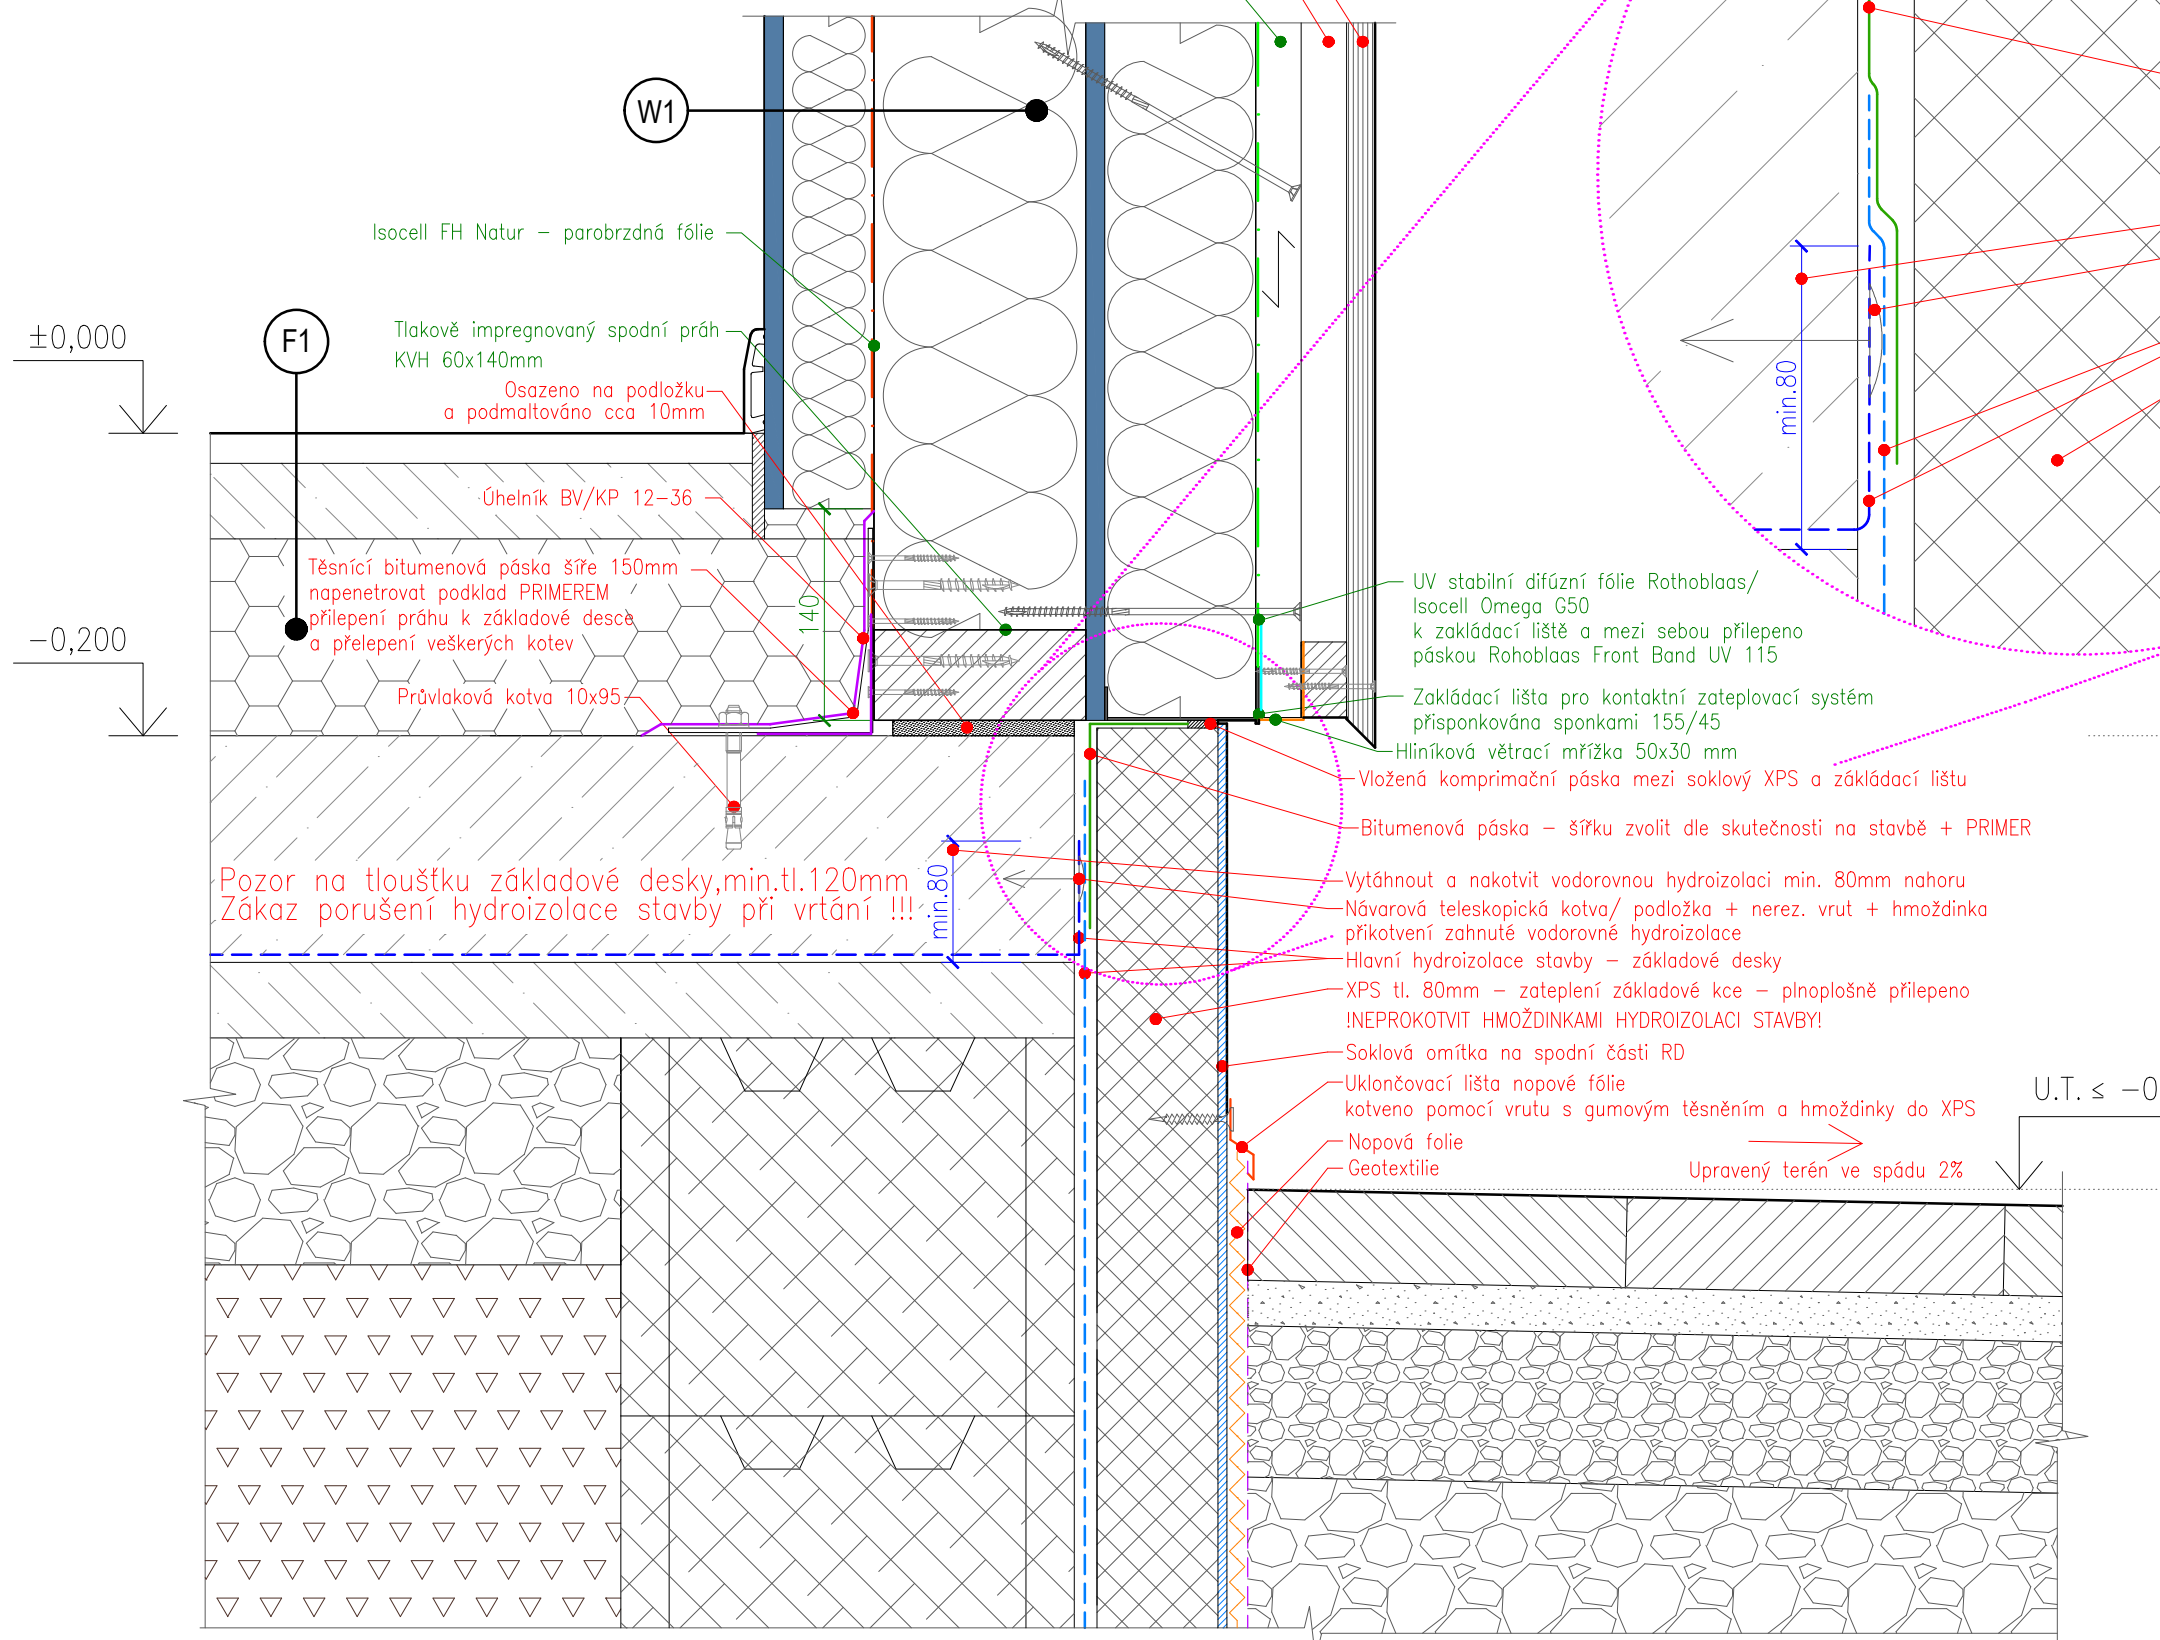 W1
Isocell FH Natur – parobrzdná fólie
±0,000
F1
Tlakově impregnovaný spodní práh
KVH 60x140mm
Osazeno na podložku
a podmaltováno cca 10mm
Úhelník BV/KP 12–36
Těsnící bitumenová páska šíře 150mm
napenetrovat podklad PRIMEREM
přilepení práhu k základové desce
a přelepení veškerých kotev
140
–0,200
Průvlaková kotva 10x95
min.80
UV stabilní difúzní fólie Rothoblaas/
Isocell Omega G50
k zakládací liště a mezi sebou přilepeno
páskou Rohoblaas Front Band UV 115
Zakládací lišta pro kontaktní zateplovací systém
přisponkována sponkami 155/45
Hliníková větrací mřížka 50x30 mm
Vložená komprimační páska mezi soklový XPS a základací lištu
Bitumenová páska – šířku zvolit dle skutečnosti na stavbě + PRIMER
Pozor na tloušťku základové desky,min.tl.120mm
Zákaz porušení hydroizolace stavby při vrtání !!!
min.80
Vytáhnout a nakotvit vodorovnou hydroizolaci min. 80mm nahoru
Návarová teleskopická kotva/ podložka + nerez. vrut + hmoždinka
přikotvení zahnuté vodorovné hydroizolace
Hlavní hydroizolace stavby – základové desky
XPS tl. 80mm – zateplení základové kce – plnoplošně přilepeno
!NEPROKOTVIT HMOŽDINKAMI HYDROIZOLACI STAVBY!
Soklová omítka na spodní části RD
Uklončovací lišta nopové fólie
kotveno pomocí vrutu s gumovým těsněním a hmoždinky do XPS
Nopová folie
Geotextilie
Upravený terén ve spádu 2%
U.T. ≤ –0